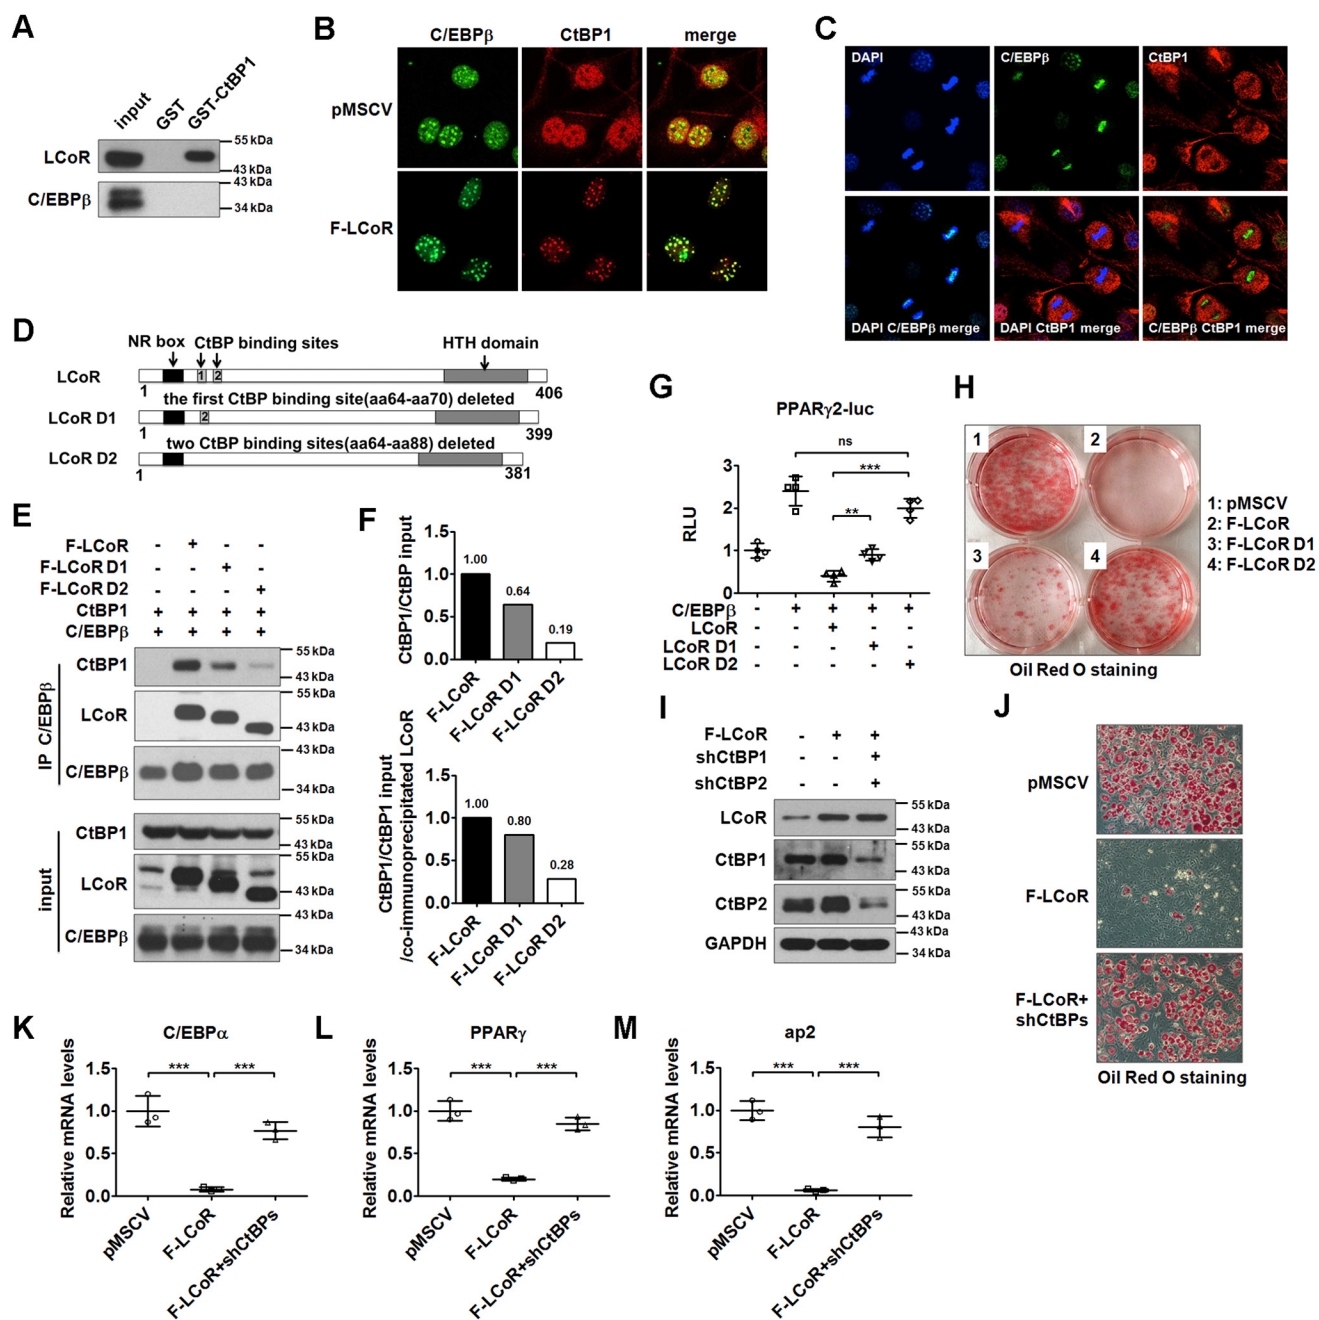 A
input
GST
GST-CtBP1
LCoR
55 kDa
43 kDa
C/EBPβ
43 kDa
34 kDa
B
C/EBPβ CtBP1 merge
pMSCV
F-LCoR
C
DAPI
C/EBPβ
CtBP1
DAPI C/EBPβ merge
DAPI CtBP1 merge
C/EBPβ CtBP1 merge
D
NR box CtBP binding sites HTH domain
LCoR
1 2
1 406
the first CtBP binding site(aa64-aa70) deleted
LCoR D1
2
1 399
two CtBP binding sites(aa64-aa88) deleted
LCoR D2
1 381
E
F-LCoR - + - -
F-LCoR D1 - - + -
F-LCoR D2 - - - +
CtBP1 + + + +
C/EBPβ + + + +
IP C/EBPβ
CtBP1
55 kDa
43 kDa
LCoR
55 kDa
43 kDa
C/EBPβ
43 kDa
34 kDa
input
CtBP1
55 kDa
43 kDa
LCoR
55 kDa
43 kDa
C/EBPβ
43 kDa
34 kDa
F
CtBP1/CtBP input
1.5
1.0
0.5
0.0
1.00
0.64
0.19
F-LCoR
F-LCoR D1
F-LCoR D2
CtBP1/CtBP1 input
/co-immunoprecipitated LCoR
1.5
1.0
0.5
0.0
1.00
0.80
0.28
F-LCoR
F-LCoR D1
F-LCoR D2
G
PPARγ2-luc
ns
***
**
RLU
3
2
1
0
C/EBPβ - + + + +
LCoR - - + - -
LCoR D1 - - - + -
LCoR D2 - - - - +
H
1
2
3
4
1: pMSCV
2: F-LCoR
3: F-LCoR D1
4: F-LCoR D2
Oil Red O staining
I
F-LCoR - + +
shCtBP1 - - +
shCtBP2 - - +
LCoR
55 kDa
43 kDa
CtBP1
55 kDa
43 kDa
CtBP2
55 kDa
43 kDa
GAPDH
43 kDa
36 kDa
J
pMSCV
F-LCoR
F-LCoR+
shCtBPs
Oil Red O staining
K
C/EBPα
Relative mRNA levels
1.5
1.0
0.5
0.0
*** ***
pMSCV
F-LCoR
F-LCoR+shCtBPs
L
PPARγ
Relative mRNA levels
1.5
1.0
0.5
0.0
*** ***
pMSCV
F-LCoR
F-LCoR+shCtBPs
M
ap2
Relative mRNA levels
1.5
1.0
0.5
0.0
*** ***
pMSCV
F-LCoR
F-LCoR+shCtBPs